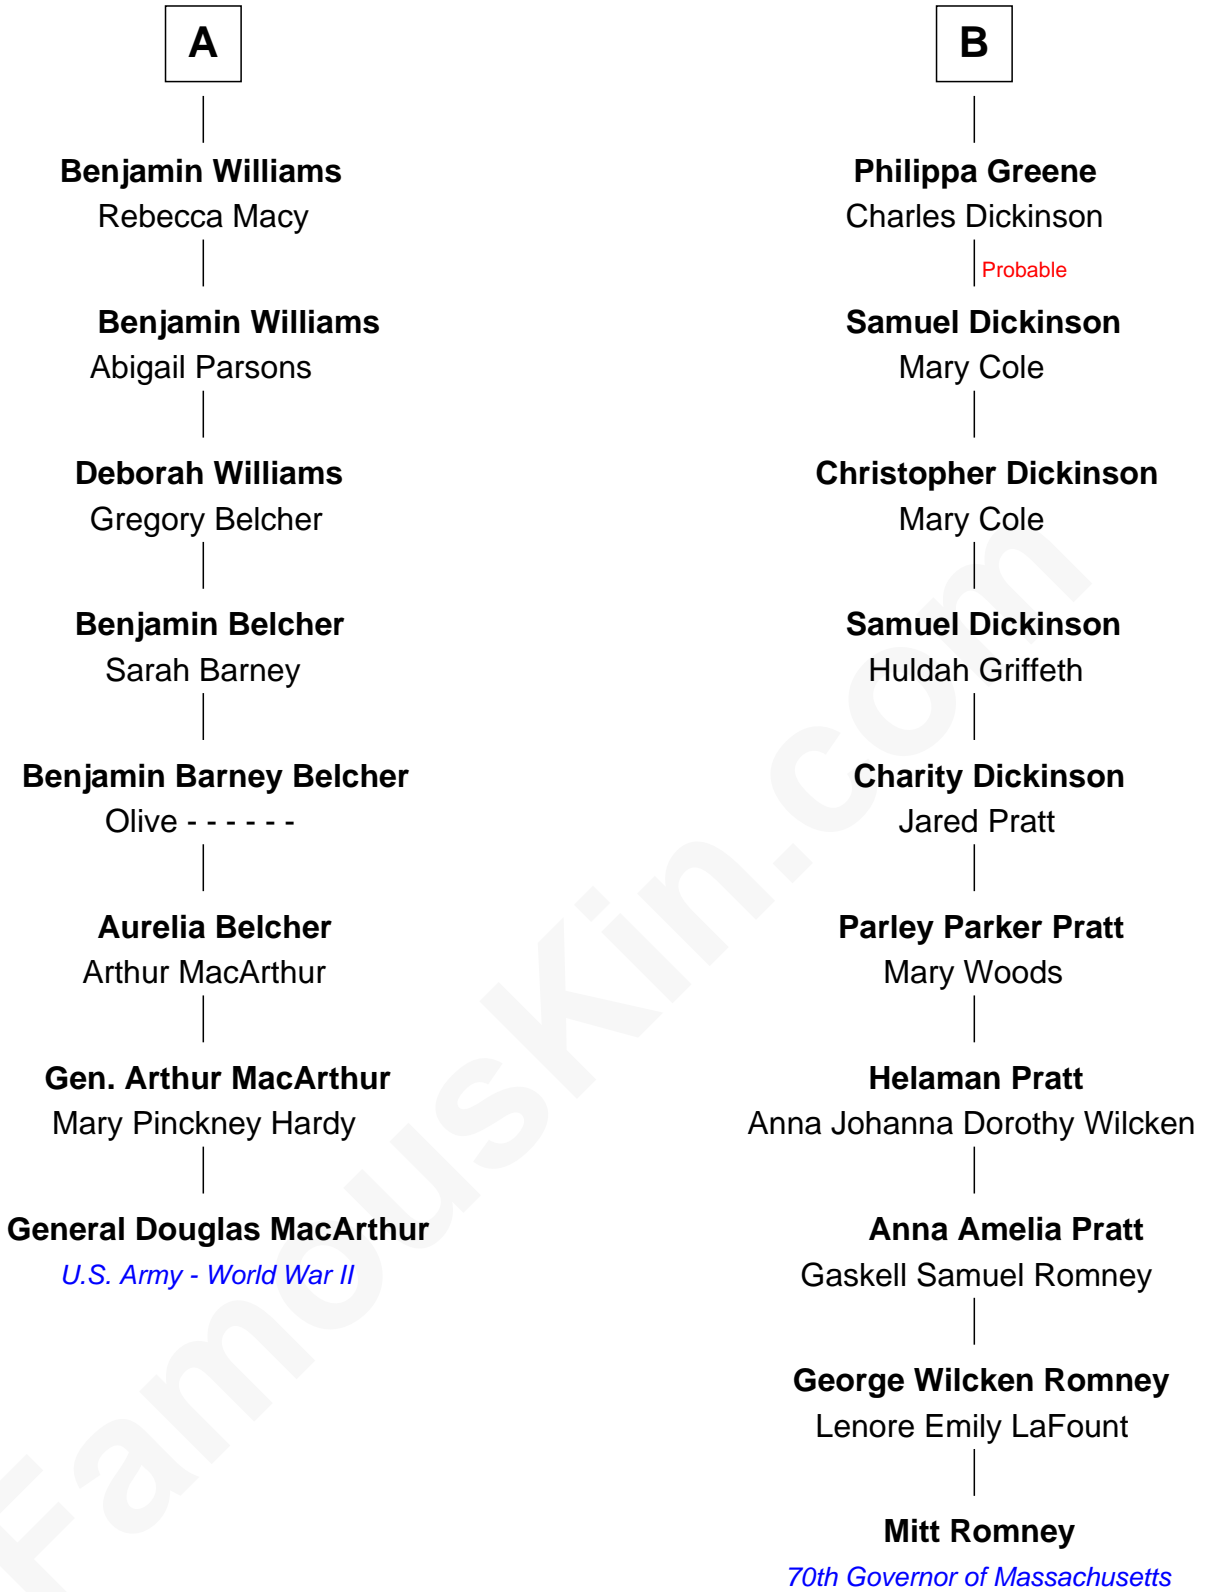 A
Benjamin Williams
Rebecca Macy
Benjamin Williams
Abigail Parsons
Deborah Williams
Gregory Belcher
Benjamin Belcher
Sarah Barney
Benjamin Barney Belcher
Olive - - - - - -
Aurelia Belcher
Arthur MacArthur
Gen. Arthur MacArthur
Mary Pinckney Hardy
General Douglas MacArthur
U.S. Army - World War II
B
Philippa Greene
Charles Dickinson
Probable
Samuel Dickinson
Mary Cole
Christopher Dickinson
Mary Cole
Samuel Dickinson
Huldah Griffeth
Charity Dickinson
Jared Pratt
Parley Parker Pratt
Mary Woods
Helaman Pratt
Anna Johanna Dorothy Wilcken
Anna Amelia Pratt
Gaskell Samuel Romney
George Wilcken Romney
Lenore Emily LaFount
Mitt Romney
70th Governor of Massachusetts
FamousKin.com